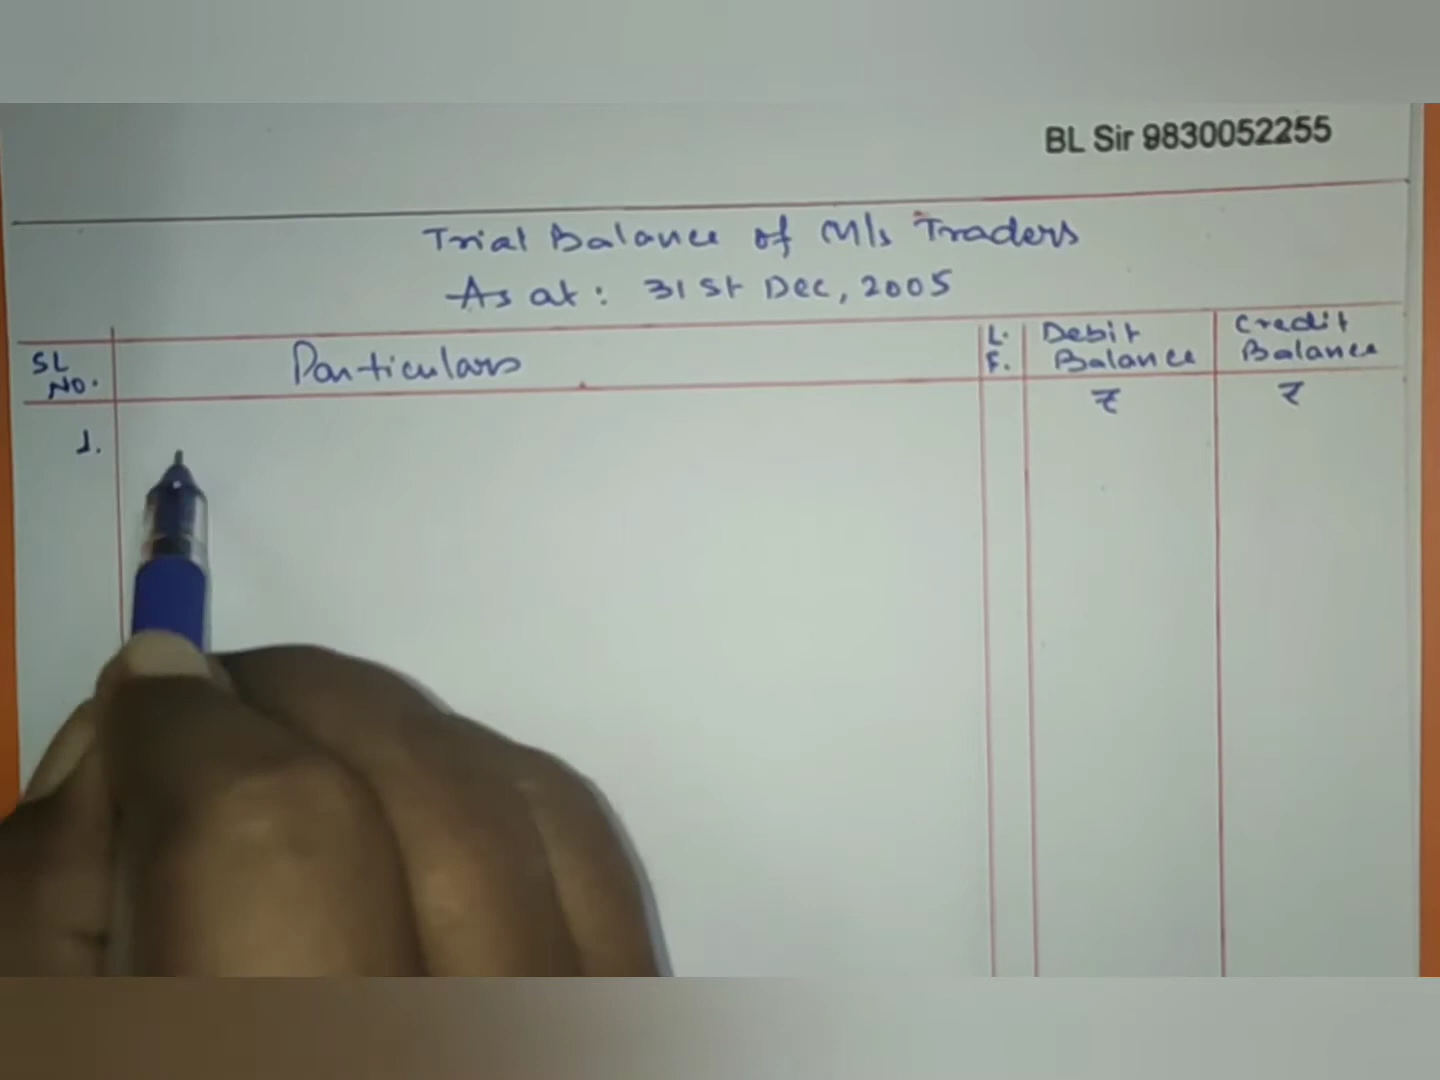 BL Sir 9830052255
Trial Balance of M/s Traders
As at: 31st Dec, 2005
SL No. Particulars L.F. Debit Balance Credit Balance
₹ ₹
1.